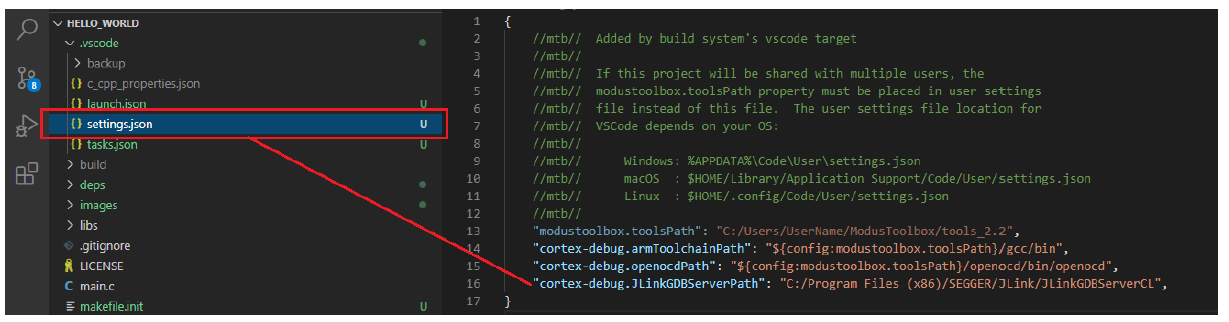 HELLO_WORLD
.vscode
backup
c_cpp_properties.json
launch.json U
settings.json U
tasks.json U
build
deps
images
libs
.gitignore
LICENSE
main.c
makefile.init U
8
1 {
2 //mtb// Added by build system's vscode target
3 //mtb//
4 //mtb// If this project will be shared with multiple users, the
5 //mtb// modustoolbox.toolsPath property must be placed in user settings
6 //mtb// file instead of this file. The user settings file location for
7 //mtb// VSCode depends on your OS:
8 //mtb//
9 //mtb// Windows: %APPDATA%\Code\User\settings.json
10 //mtb// macOS : $HOME/Library/Application Support/Code/User/settings.json
11 //mtb// Linux : $HOME/.config/Code/User/settings.json
12 //mtb//
13 "modustoolbox.toolsPath": "C:/Users/UserName/ModusToolbox/tools_2.2",
14 "cortex-debug.armToolchainPath": "${config:modustoolbox.toolsPath}/gcc/bin",
15 "cortex-debug.openocdPath": "${config:modustoolbox.toolsPath}/openocd/bin/openocd",
16 "cortex-debug.JLinkGDBServerPath": "C:/Program Files (x86)/SEGGER/JLink/JLinkGDBServerCL",
17 }